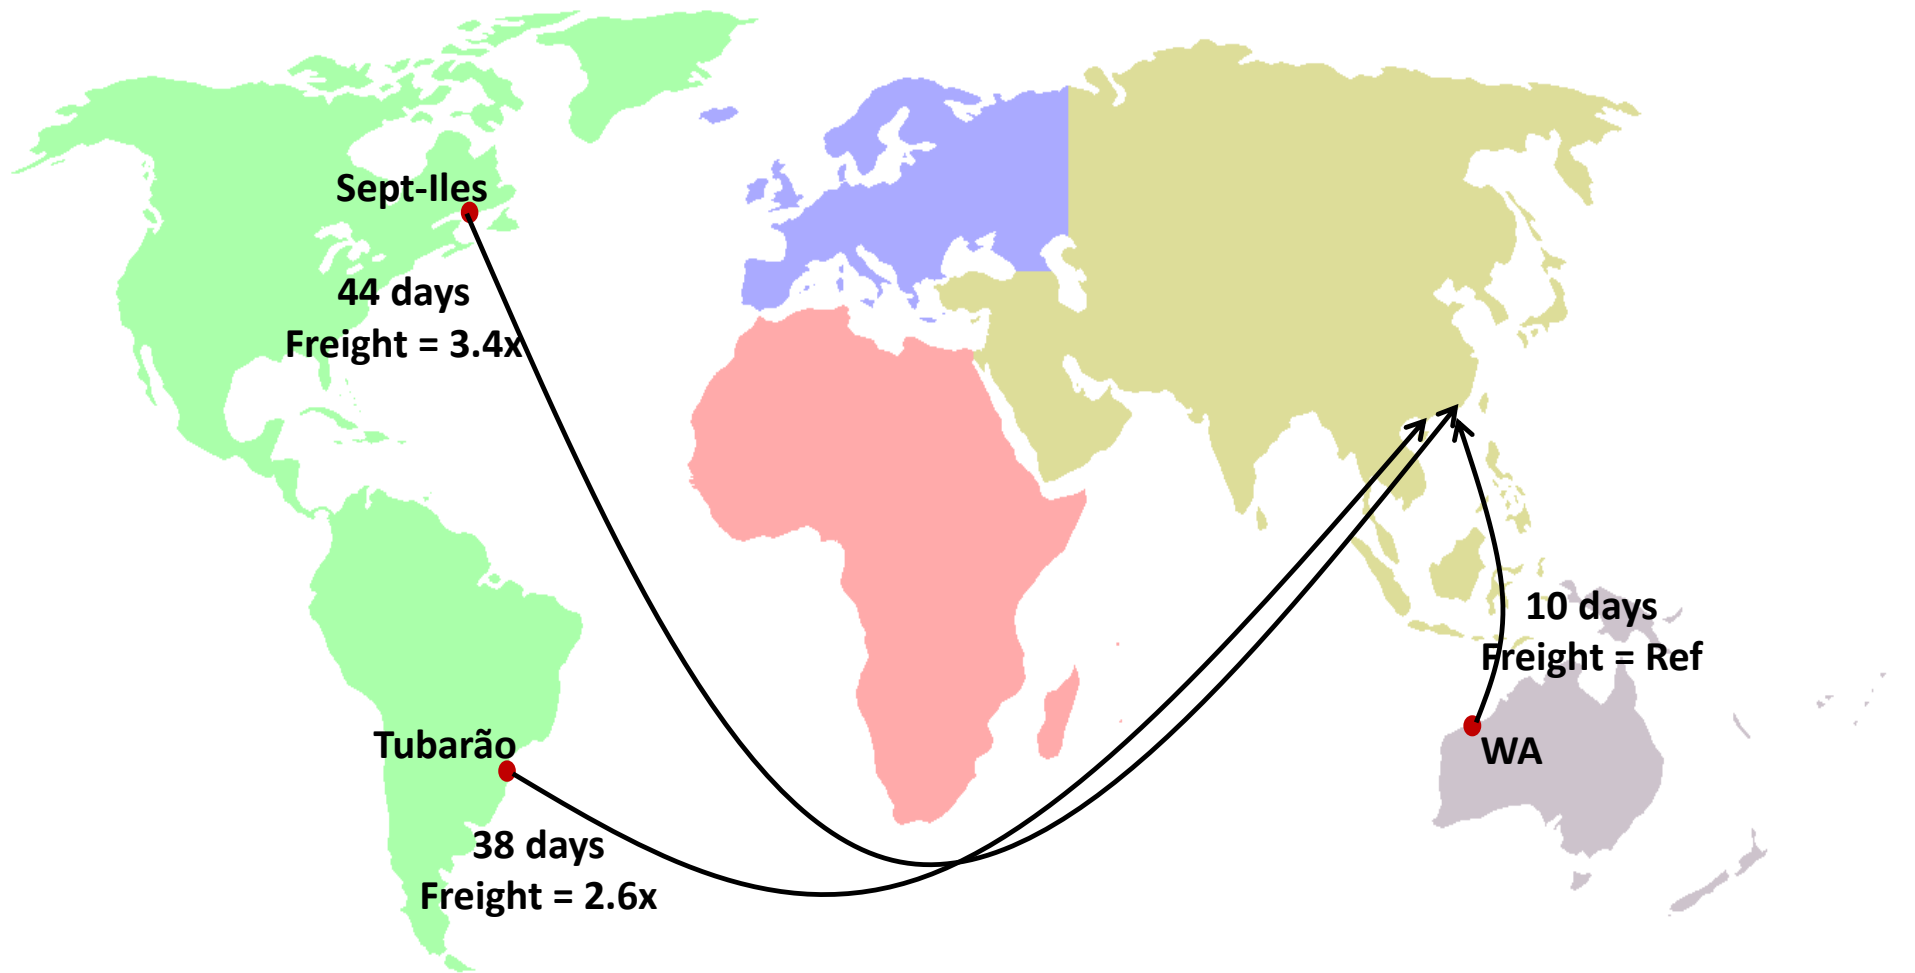 Sept-Iles
44 days
Freight = 3.4x
10 days
Freight = Ref
WA
Tubarão
38 days
Freight = 2.6x